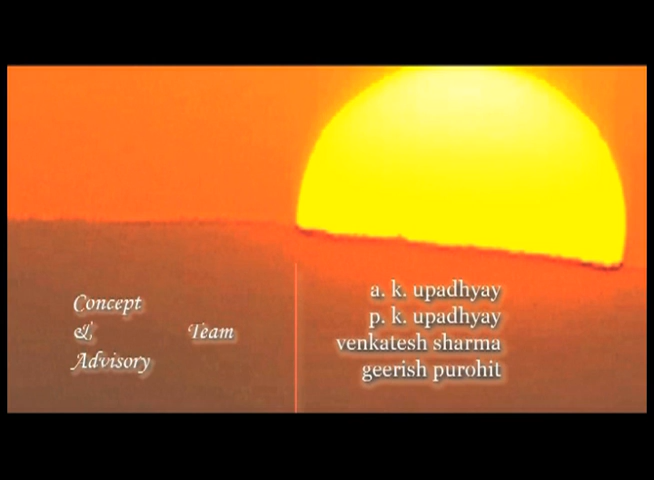 Concept
& Team
Advisory
a. k. upadhyay
p. k. upadhyay
venkatesh sharma
geerish purohit